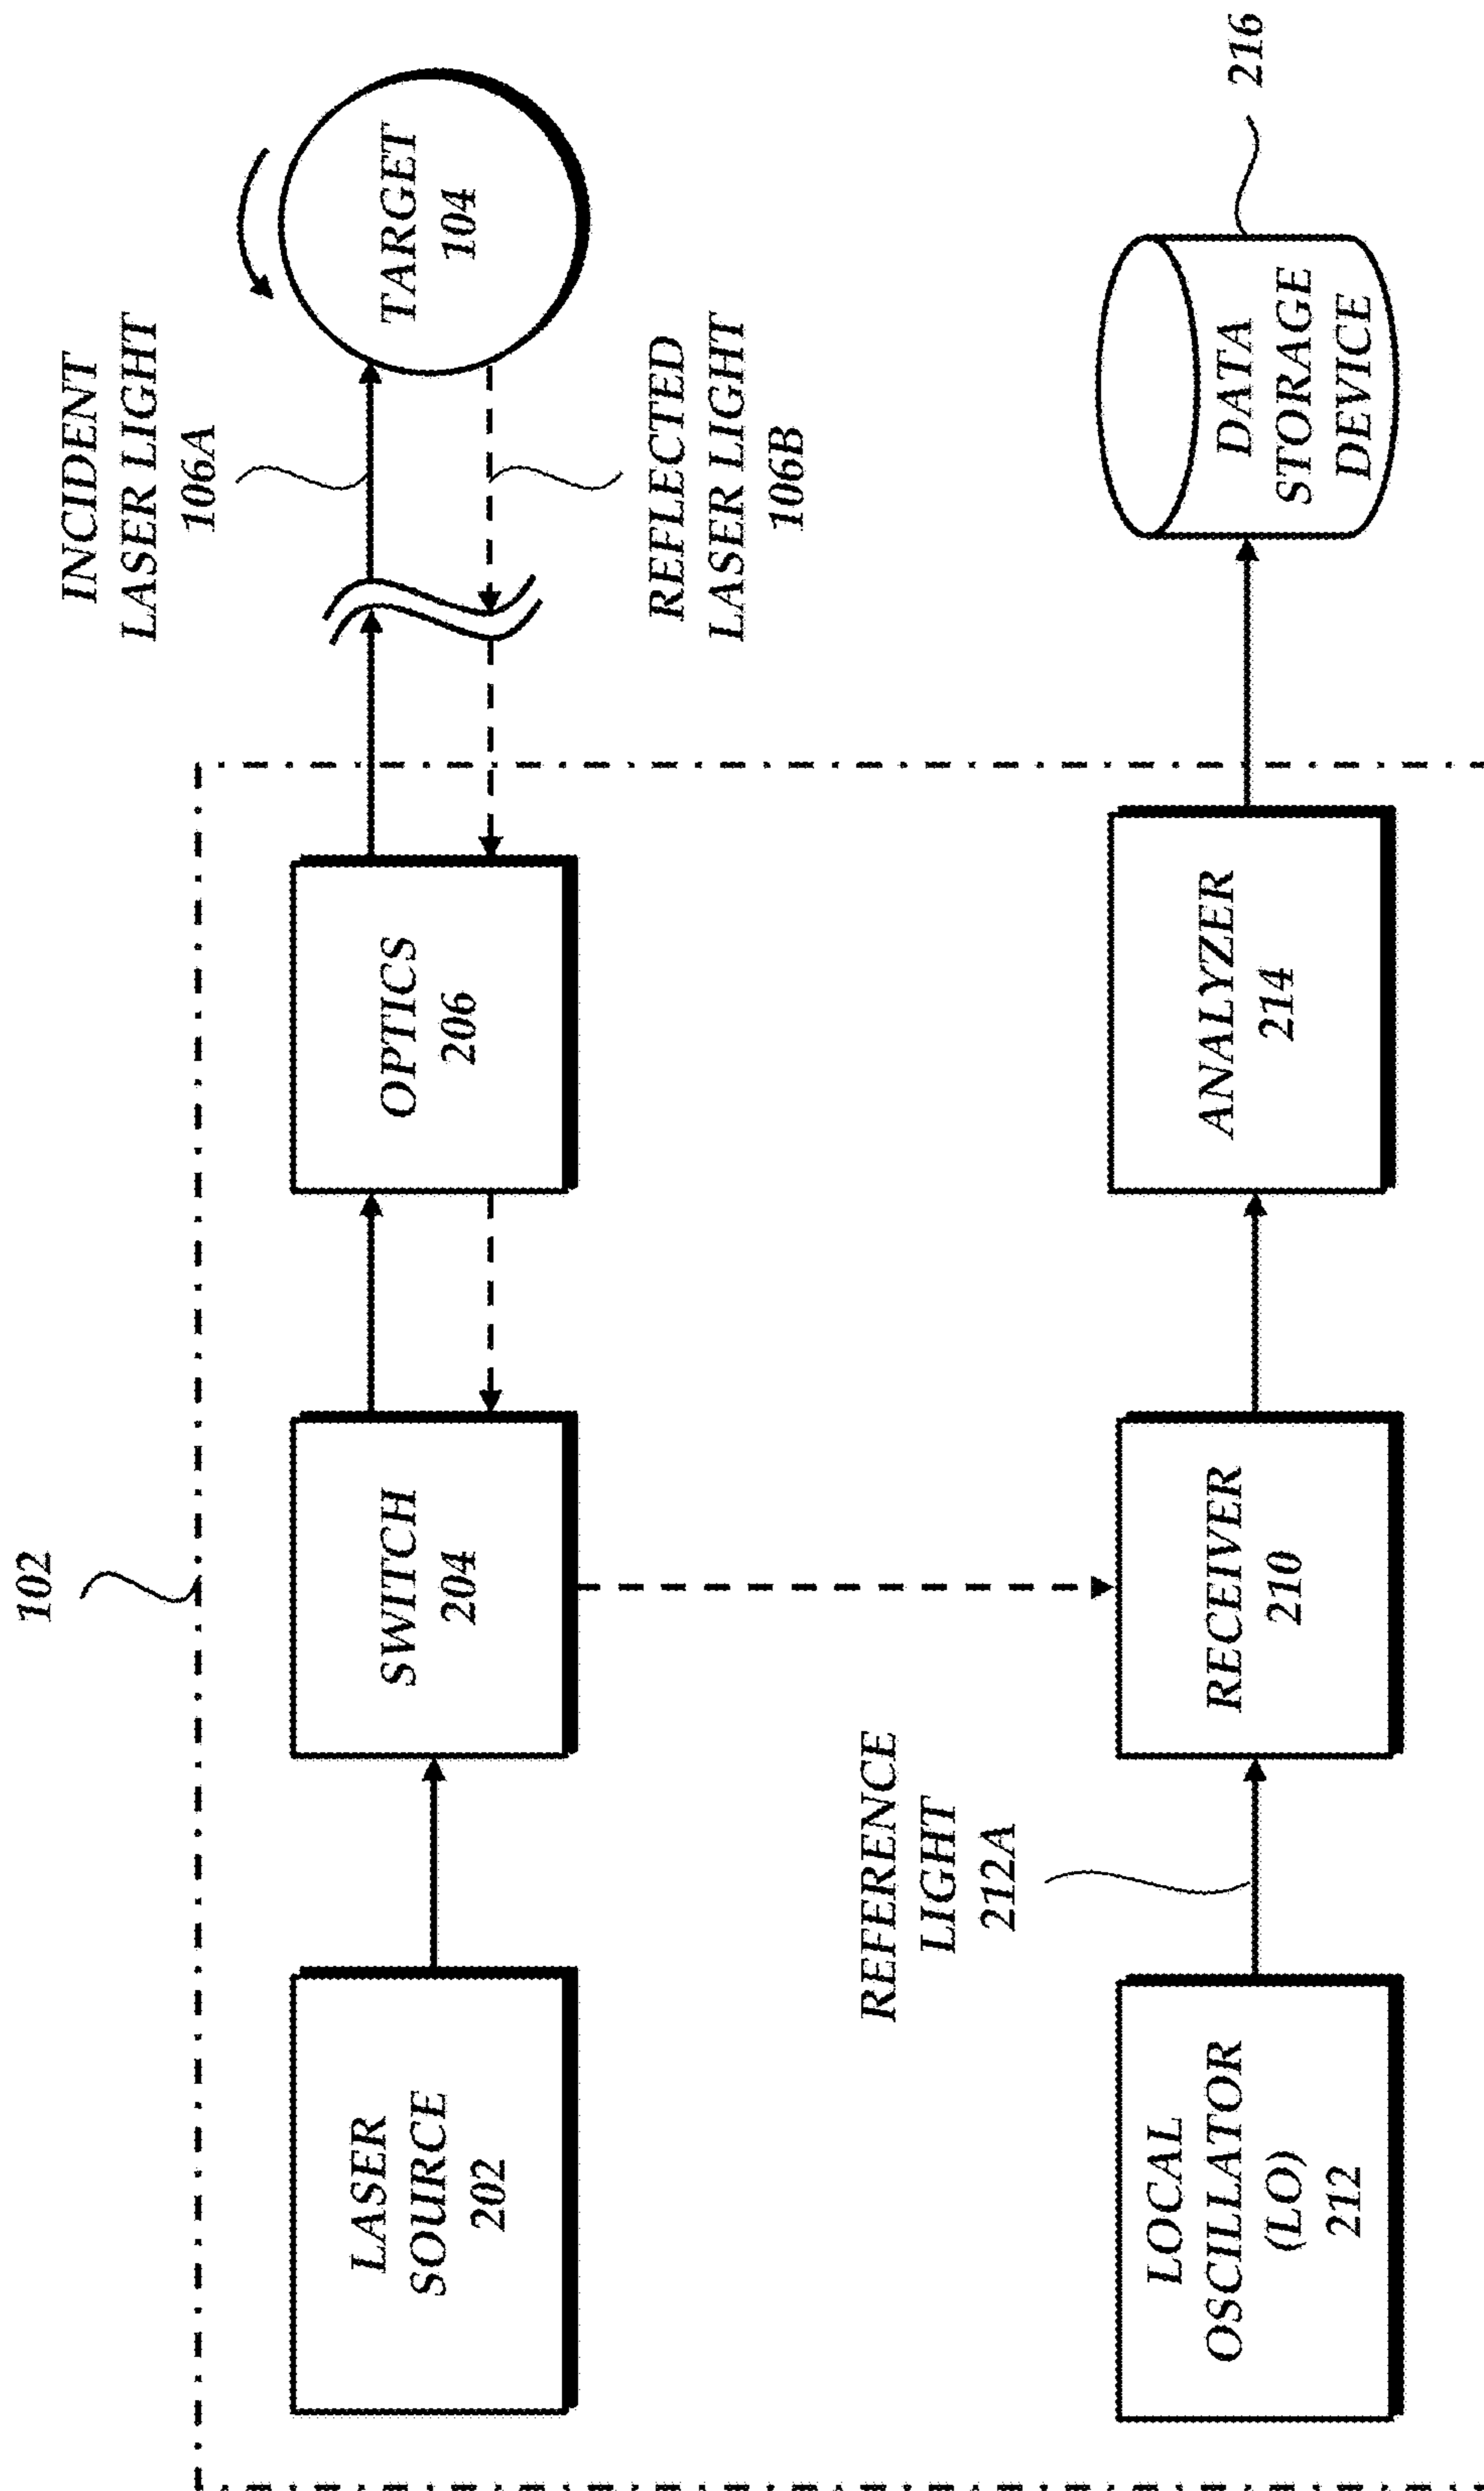 102
INCIDENT
LASER LIGHT
106A
LASER
SOURCE
202
SWITCH
204
OPTICS
206
TARGET
104
REFLECTED
LASER LIGHT
106B
REFERENCE
LIGHT
212A
LOCAL
OSCILLATOR
(LO)
212
RECEIVER
210
ANALYZER
214
DATA
STORAGE
DEVICE
216